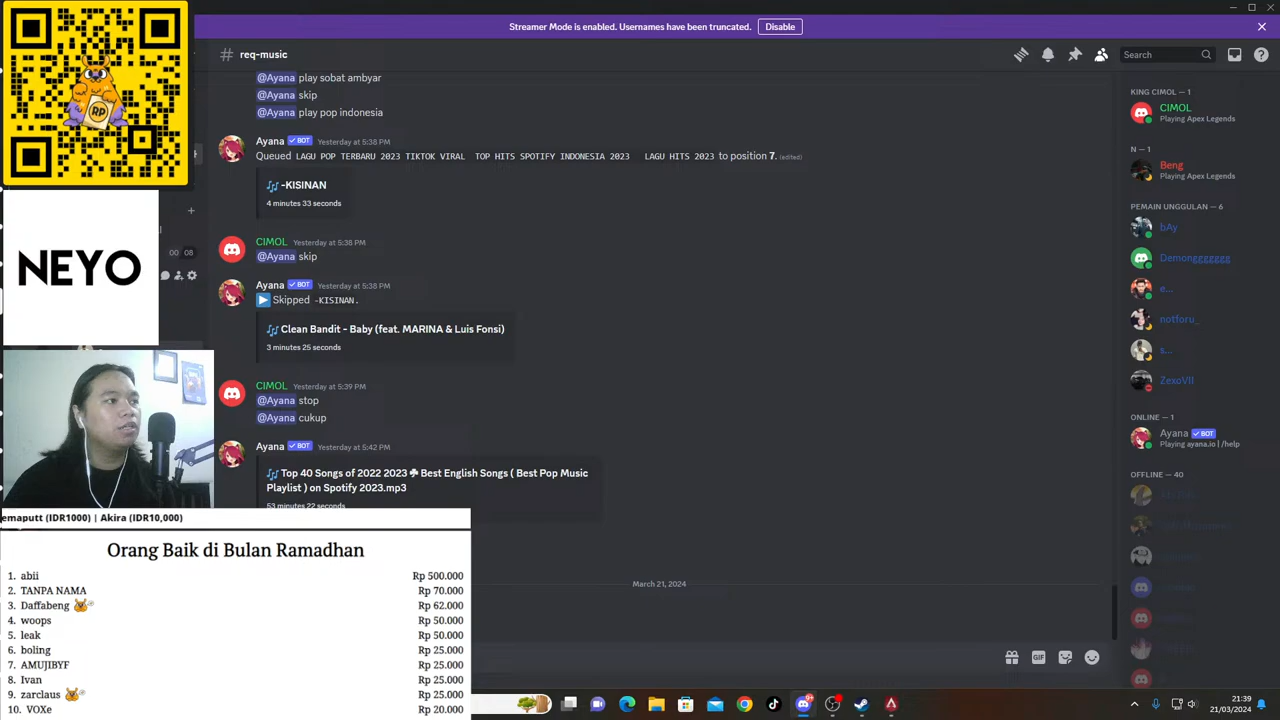 Streamer Mode is enabled. Usernames have been truncated.
Disable
# req-music
Search
@Ayana play sobat ambyar
@Ayana skip
@Ayana play pop indonesia
Ayana BOT Yesterday at 5:38 PM
Queued LAGU POP TERBARU 2023 TIKTOK VIRAL TOP HITS SPOTIFY INDONESIA 2023 LAGU HITS 2023 to position 7. (edited)
-KISINAN
4 minutes 33 seconds
CIMOL Yesterday at 5:38 PM
@Ayana skip
Ayana BOT Yesterday at 5:38 PM
Skipped -KISINAN.
Clean Bandit - Baby (feat. MARINA & Luis Fonsi)
3 minutes 25 seconds
CIMOL Yesterday at 5:39 PM
@Ayana stop
@Ayana cukup
Ayana BOT Yesterday at 5:42 PM
Top 40 Songs of 2022 2023 ☘ Best English Songs ( Best Pop Music
Playlist ) on Spotify 2023.mp3
53 minutes 22 seconds
March 21, 2024
GIF
KING CIMOL — 1
CIMOL
Playing Apex Legends
N — 1
Beng
Playing Apex Legends
PEMAIN UNGGULAN — 6
bAy
Demonggggggg
e...
notforu_
s...
ZexoVII
ONLINE — 1
Ayana BOT
Playing ayana.io | /help
OFFLINE — 40
RP
NEYO
00 08
emaputt (IDR1000) | Akira (IDR10,000)
Orang Baik di Bulan Ramadhan
1. abii Rp 500.000
2. TANPA NAMA Rp 70.000
3. Daffabeng Rp 62.000
4. woops Rp 50.000
5. leak Rp 50.000
6. boling Rp 25.000
7. AMUJIBYF Rp 25.000
8. Ivan Rp 25.000
9. zarclaus Rp 25.000
10. VOXe Rp 20.000
99+
21:39
21/03/2024